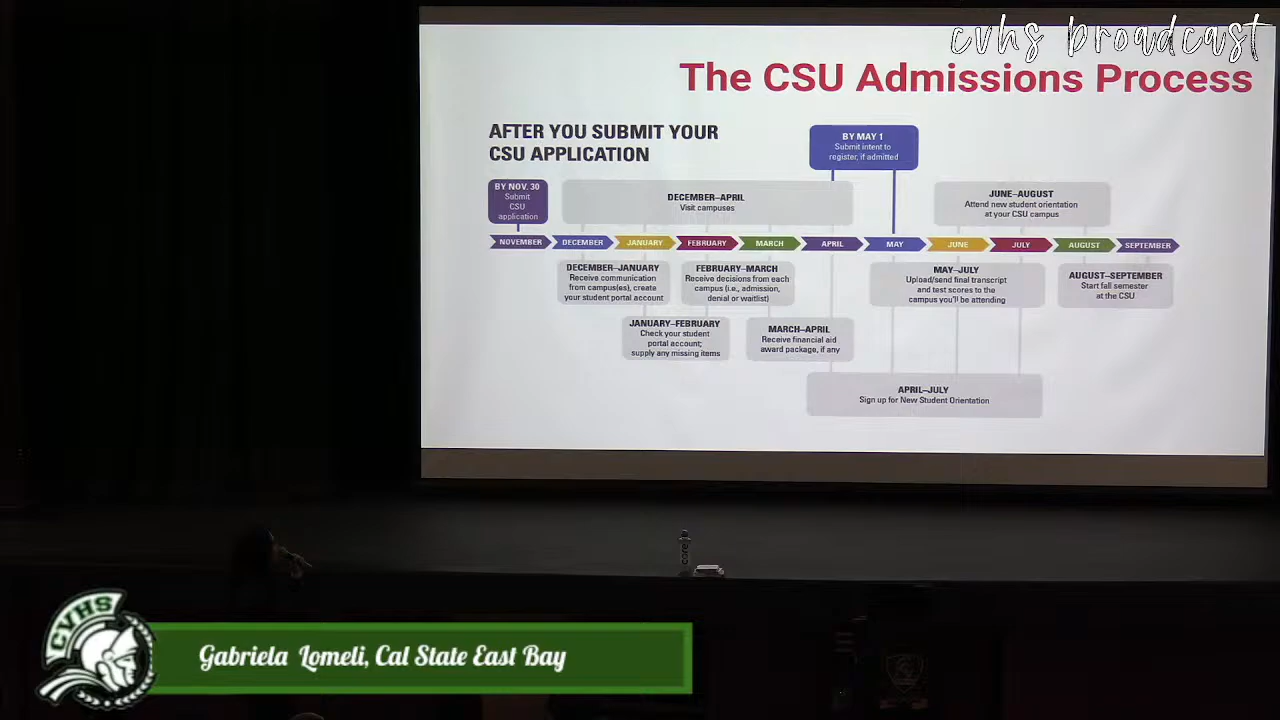 cvhs broadcast
The CSU Admissions Process
AFTER YOU SUBMIT YOUR
CSU APPLICATION
BY MAY 1
Submit intent to
register, if admitted
BY NOV. 30
Submit
CSU
application
DECEMBER–APRIL
Visit campuses
JUNE–AUGUST
Attend new student orientation
at your CSU campus
NOVEMBER
DECEMBER
JANUARY
FEBRUARY
MARCH
APRIL
MAY
JUNE
JULY
AUGUST
SEPTEMBER
DECEMBER–JANUARY
Receive communication
from campus(es), create
your student portal account
FEBRUARY–MARCH
Receive decisions from each
campus (i.e., admission,
denial or waitlist)
MAY–JULY
Upload/send final transcript
and test scores to the
campus you'll be attending
AUGUST–SEPTEMBER
Start fall semester
at the CSU
JANUARY–FEBRUARY
Check your student
portal account;
supply any missing items
MARCH–APRIL
Receive financial aid
award package, if any
APRIL–JULY
Sign up for New Student Orientation
core
CVHS
Gabriela Lomeli, Cal State East Bay